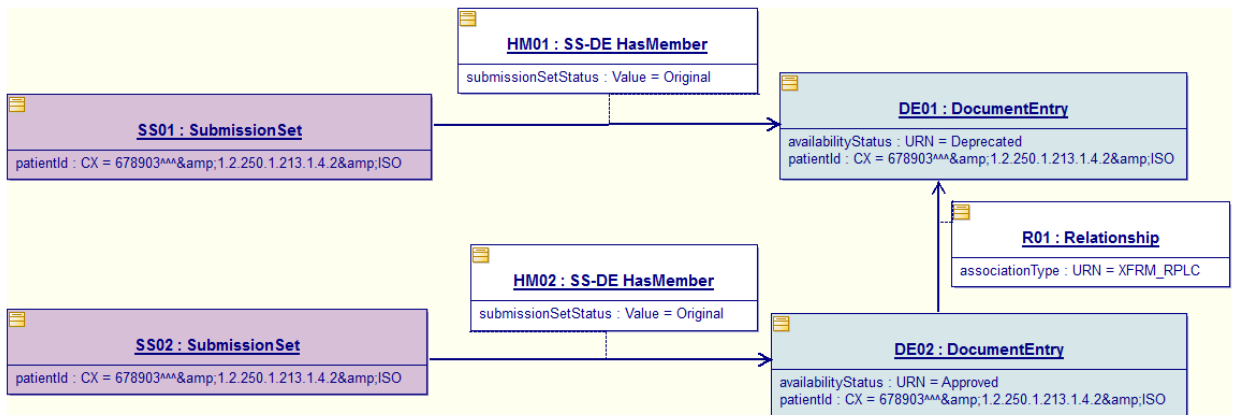 HM01 : SS-DE HasMember
submissionSetStatus : Value = Original
SS01 : SubmissionSet
patientId : CX = 678903^^^&amp;1.2.250.1.213.1.4.2&amp;ISO
DE01 : DocumentEntry
availabilityStatus : URN = Deprecated
patientId : CX = 678903^^^&amp;1.2.250.1.213.1.4.2&amp;ISO
R01 : Relationship
associationType : URN = XFRM_RPLC
HM02 : SS-DE HasMember
submissionSetStatus : Value = Original
SS02 : SubmissionSet
patientId : CX = 678903^^^&amp;1.2.250.1.213.1.4.2&amp;ISO
DE02 : DocumentEntry
availabilityStatus : URN = Approved
patientId : CX = 678903^^^&amp;1.2.250.1.213.1.4.2&amp;ISO